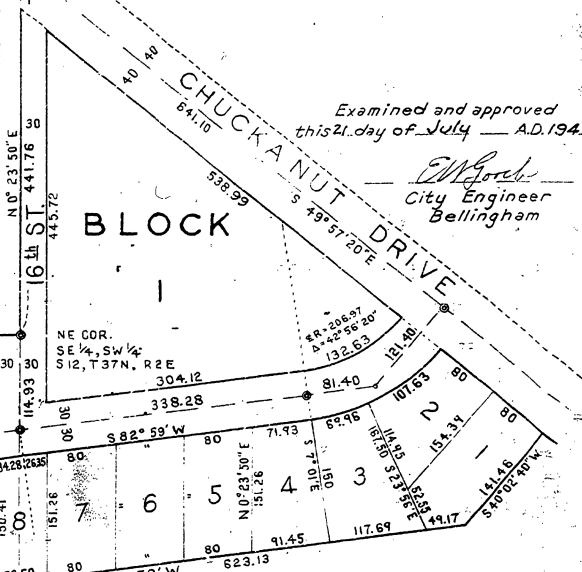 CHUCKANUT DRIVE
40 40
641.10
S 49°57'20"E
538.99
Examined and approved
this 21 day of July A.D.194
City Engineer
Bellingham
16th ST.
N 0° 23' 50" E 441.76
445.72
30
BLOCK
1
R=206.97
Δ=42°56'20"
132.63
121.40
NE COR.
SE 1/4, SW 1/4
S12, T37N, R2E
30 30
114.93
304.12
338.28
81.40
30 30
S 82° 59' W
80 80 71.93 69.96 107.63 80 80
8 7 6 5 4 3 2 1
151.26
N 0° 23' 50" E
151.26
S 7° 01' E
150
114.95
167.50
S 23° 56' E
52.55
154.39
141.46
S 40° 02' 40" W
80 80 91.45 117.69 49.17
623.13